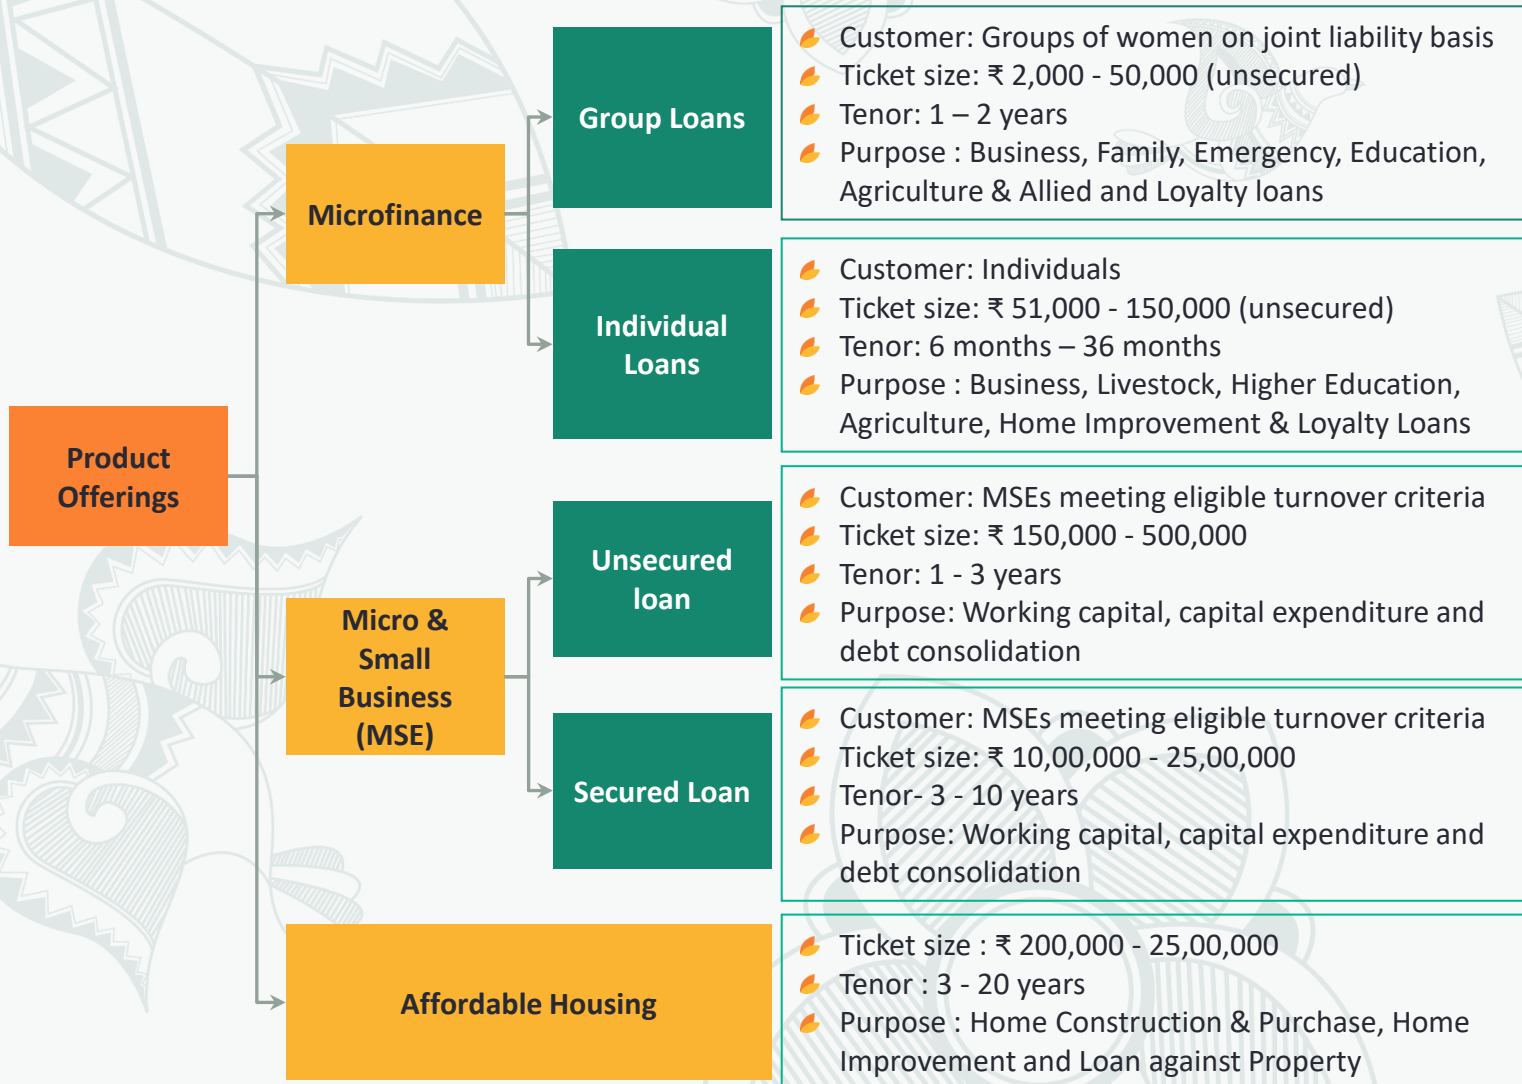 Product
Offerings
Microfinance
Group Loans
Customer: Groups of women on joint liability basis
Ticket size: ₹ 2,000 - 50,000 (unsecured)
Tenor: 1 – 2 years
Purpose : Business, Family, Emergency, Education,
Agriculture & Allied and Loyalty loans
Individual
Loans
Customer: Individuals
Ticket size: ₹ 51,000 - 150,000 (unsecured)
Tenor: 6 months – 36 months
Purpose : Business, Livestock, Higher Education,
Agriculture, Home Improvement & Loyalty Loans
Micro &
Small
Business
(MSE)
Unsecured
loan
Customer: MSEs meeting eligible turnover criteria
Ticket size: ₹ 150,000 - 500,000
Tenor: 1 - 3 years
Purpose: Working capital, capital expenditure and
debt consolidation
Secured Loan
Customer: MSEs meeting eligible turnover criteria
Ticket size: ₹ 10,00,000 - 25,00,000
Tenor- 3 - 10 years
Purpose: Working capital, capital expenditure and
debt consolidation
Affordable Housing
Ticket size : ₹ 200,000 - 25,00,000
Tenor : 3 - 20 years
Purpose : Home Construction & Purchase, Home
Improvement and Loan against Property